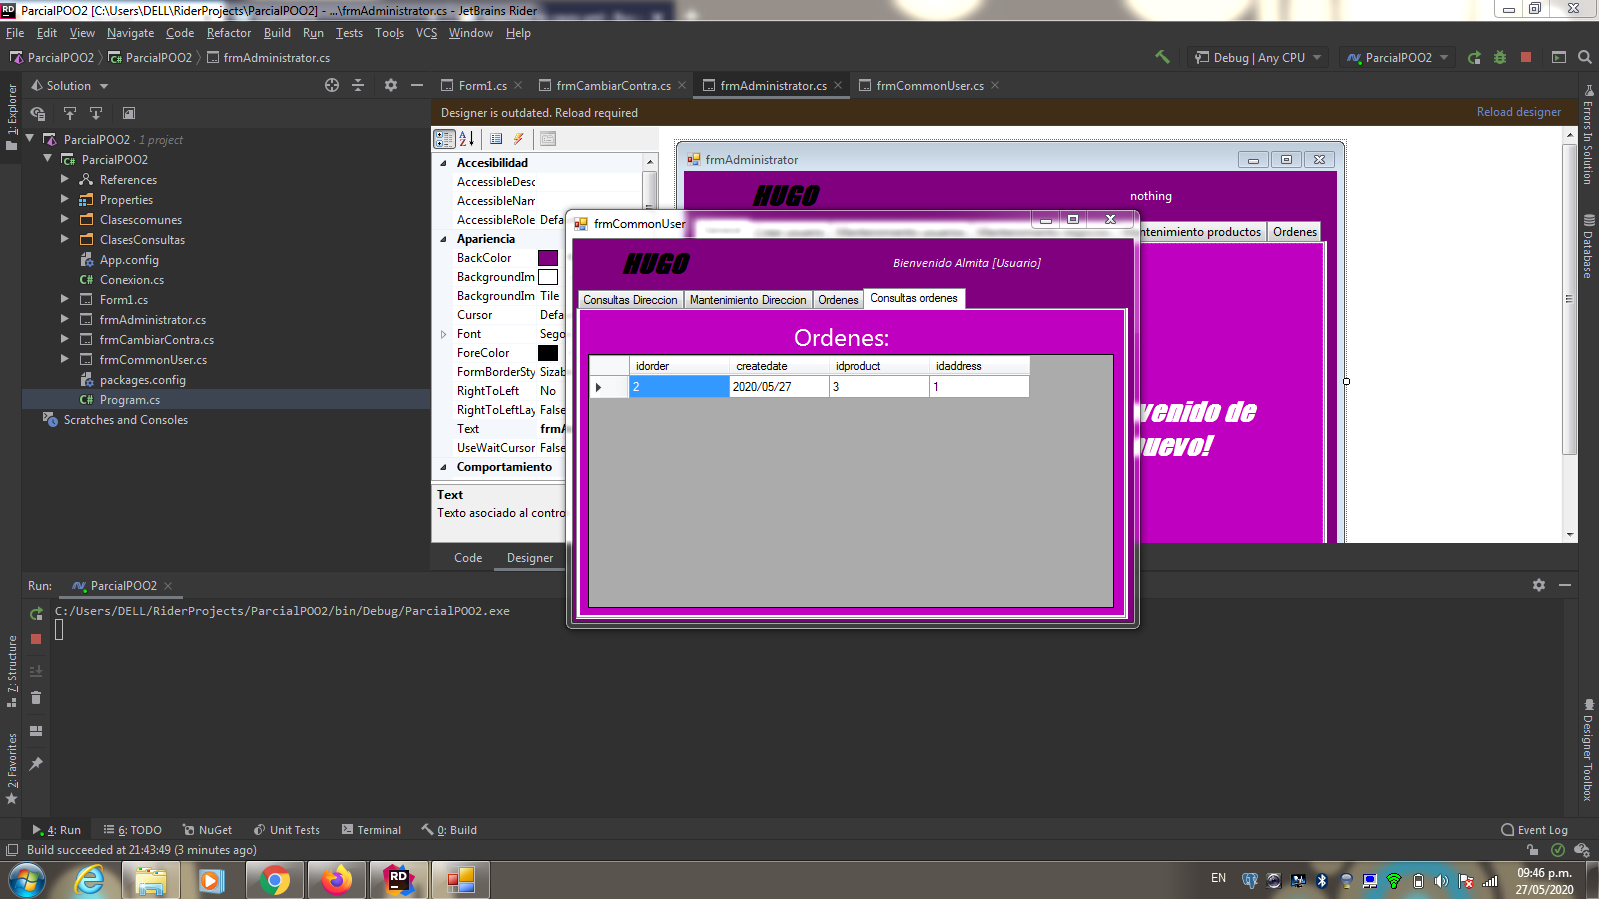 ParcialPOO2 [C:\Users\DELL\RiderProjects\ParcialPOO2] - ...\frmAdministrator.cs - JetBrains Rider
File Edit View Navigate Code Refactor Build Run Tests Tools VCS Window Help
ParcialPOO2 ParcialPOO2 frmAdministrator.cs
Debug | Any CPU ParcialPOO2
Solution
Form1.cs frmCambiarContra.cs frmAdministrator.cs frmCommonUser.cs
Designer is outdated. Reload required Reload designer
1: Explorer
ParcialPOO2 · 1 project
ParcialPOO2
References
Properties
Clasescomunes
ClasesConsultas
App.config
Conexion.cs
Form1.cs
frmAdministrator.cs
frmCambiarContra.cs
frmCommonUser.cs
packages.config
Program.cs
Scratches and Consoles
Accesibilidad
AccessibleDesc
AccessibleNam
AccessibleRole Defa
Apariencia
BackColor
BackgroundIm
BackgroundIm Tile
Cursor Defa
Font Sego
ForeColor
FormBorderSty Sizab
RightToLeft No
RightToLeftLay False
Text frmA
UseWaitCursor False
Comportamiento
Text
Texto asociado al contro
Code Designer
frmAdministrator
HUGO nothing
ntenimiento productos Ordenes
venido de
uevo!
frmCommonUser
HUGO Bienvenido Almita [Usuario]
Consultas Direccion Mantenimiento Direccion Ordenes Consultas ordenes
Ordenes:
idorder createdate idproduct idaddress
2 2020/05/27 3 1
Errors In Solution
Database
Designer Toolbox
Run: ParcialPOO2
C:/Users/DELL/RiderProjects/ParcialPOO2/bin/Debug/ParcialPOO2.exe
7: Structure
2: Favorites
4: Run 6: TODO NuGet Unit Tests Terminal 0: Build Event Log
Build succeeded at 21:43:49 (3 minutes ago)
EN
09:46 p.m.
27/05/2020